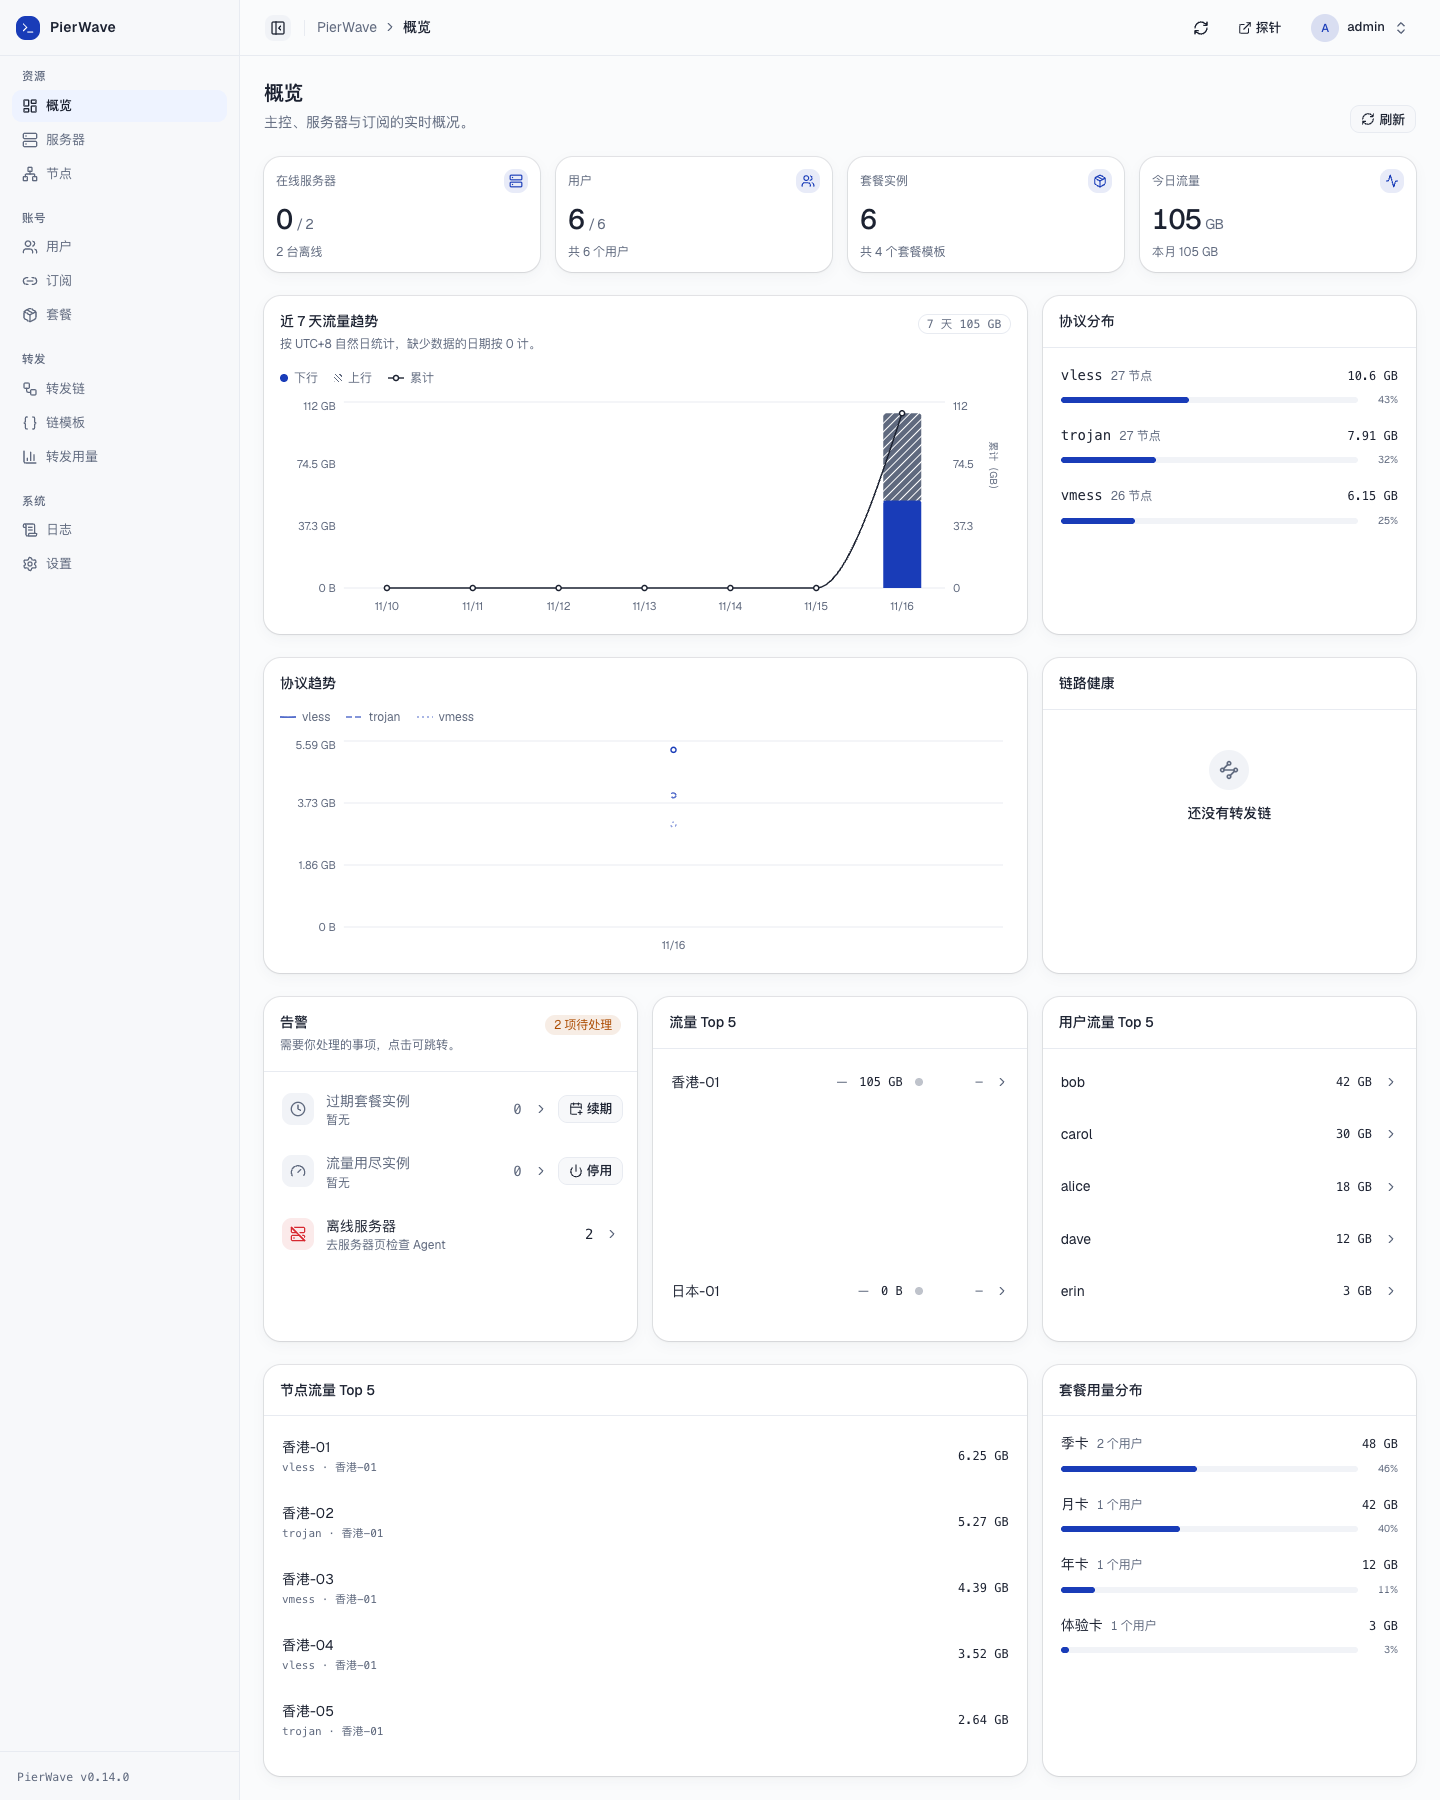 PierWave
资源
概览
服务器
节点
账号
用户
订阅
套餐
转发
转发链
链模板
转发用量
系统
日志
设置
PierWave v0.14.0
PierWave > 概览
探针
A admin
概览
主控、服务器与订阅的实时概况。
刷新
在线服务器
0 / 2
2 台离线
用户
6 / 6
共 6 个用户
套餐实例
6
共 4 个套餐模板
今日流量
105 GB
本月 105 GB
近 7 天流量趋势
按 UTC+8 自然日统计，缺少数据的日期按 0 计。
7 天 105 GB
下行 上行 累计
112 GB
74.5 GB
37.3 GB
0 B
112
74.5
37.3
0
累计 (GB)
11/10 11/11 11/12 11/13 11/14 11/15 11/16
协议分布
vless 27 节点 10.6 GB
43%
trojan 27 节点 7.91 GB
32%
vmess 26 节点 6.15 GB
25%
协议趋势
vless trojan vmess
5.59 GB
3.73 GB
1.86 GB
0 B
11/16
链路健康
还没有转发链
告警
2 项待处理
需要你处理的事项，点击可跳转。
过期套餐实例
暂无
0
续期
流量用尽实例
暂无
0
停用
离线服务器
去服务器页检查 Agent
2
流量 Top 5
香港-01 — 105 GB –
日本-01 — 0 B –
用户流量 Top 5
bob 42 GB
carol 30 GB
alice 18 GB
dave 12 GB
erin 3 GB
节点流量 Top 5
香港-01
vless · 香港-01
6.25 GB
香港-02
trojan · 香港-01
5.27 GB
香港-03
vmess · 香港-01
4.39 GB
香港-04
vless · 香港-01
3.52 GB
香港-05
trojan · 香港-01
2.64 GB
套餐用量分布
季卡 2 个用户 48 GB
46%
月卡 1 个用户 42 GB
40%
年卡 1 个用户 12 GB
11%
体验卡 1 个用户 3 GB
3%